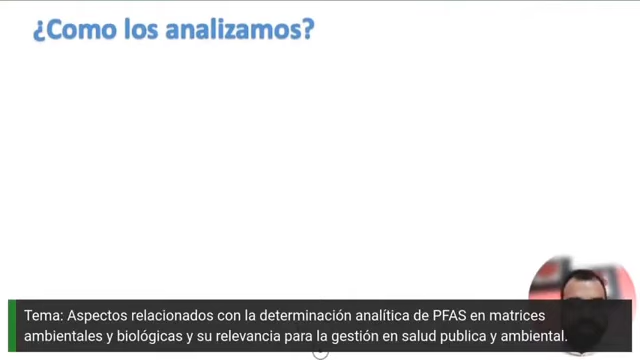 ¿Como los analizamos?
Tema: Aspectos relacionados con la determinación analítica de PFAS en matrices
ambientales y biológicas y su relevancia para la gestión en salud publica y ambiental.